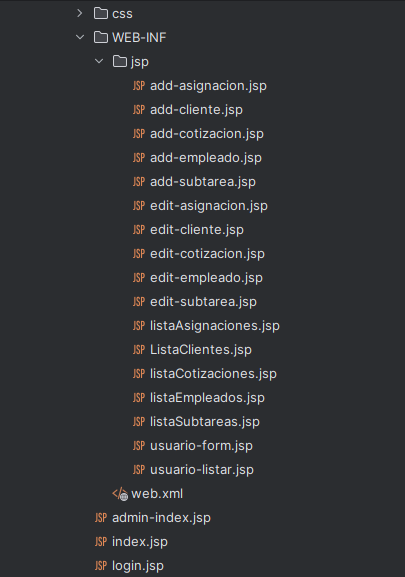 css
WEB-INF
jsp
JSP add-asignacion.jsp
JSP add-cliente.jsp
JSP add-cotizacion.jsp
JSP add-empleado.jsp
JSP add-subtarea.jsp
JSP edit-asignacion.jsp
JSP edit-cliente.jsp
JSP edit-cotizacion.jsp
JSP edit-empleado.jsp
JSP edit-subtarea.jsp
JSP listaAsignaciones.jsp
JSP ListaClientes.jsp
JSP listaCotizaciones.jsp
JSP listaEmpleados.jsp
JSP listaSubtareas.jsp
JSP usuario-form.jsp
JSP usuario-listar.jsp
web.xml
JSP admin-index.jsp
JSP index.jsp
JSP login.jsp